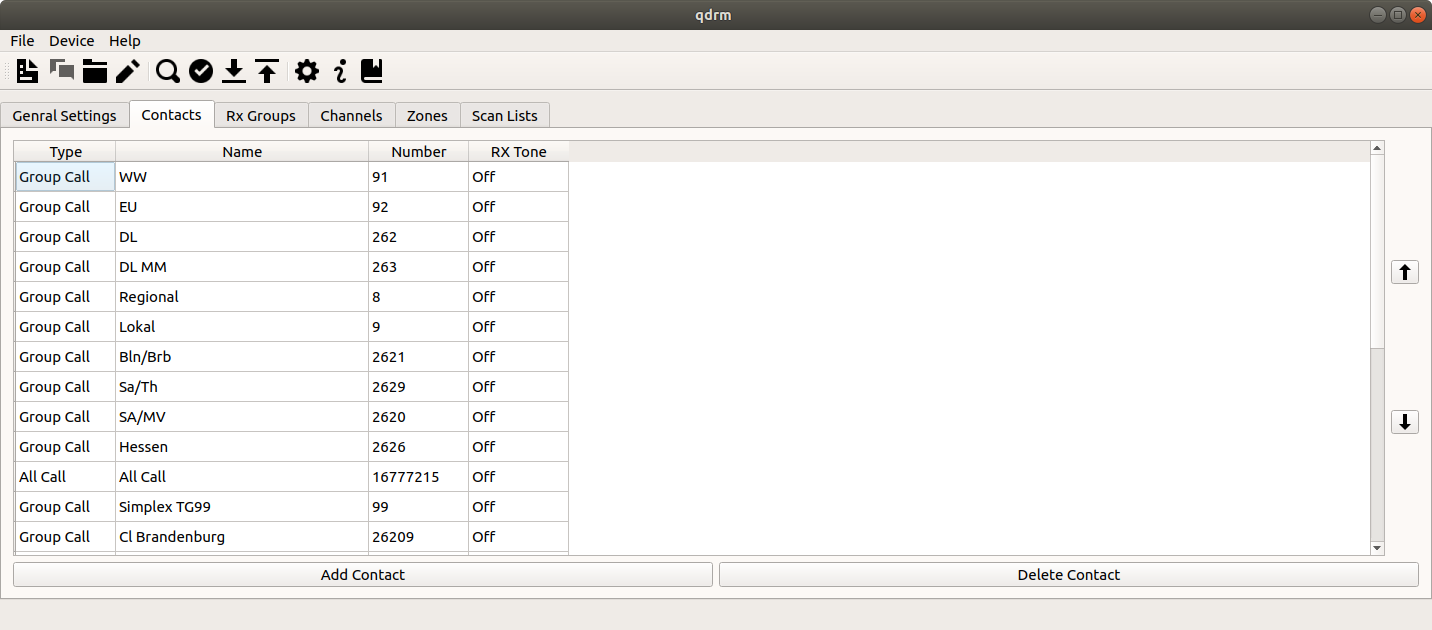 qdrm
File Device Help
Genral Settings Contacts Rx Groups Channels Zones Scan Lists
Type Name Number RX Tone
Group Call WW 91 Off
Group Call EU 92 Off
Group Call DL 262 Off
Group Call DL MM 263 Off
Group Call Regional 8 Off
Group Call Lokal 9 Off
Group Call Bln/Brb 2621 Off
Group Call Sa/Th 2629 Off
Group Call SA/MV 2620 Off
Group Call Hessen 2626 Off
All Call All Call 16777215 Off
Group Call Simplex TG99 99 Off
Group Call Cl Brandenburg 26209 Off
Add Contact Delete Contact